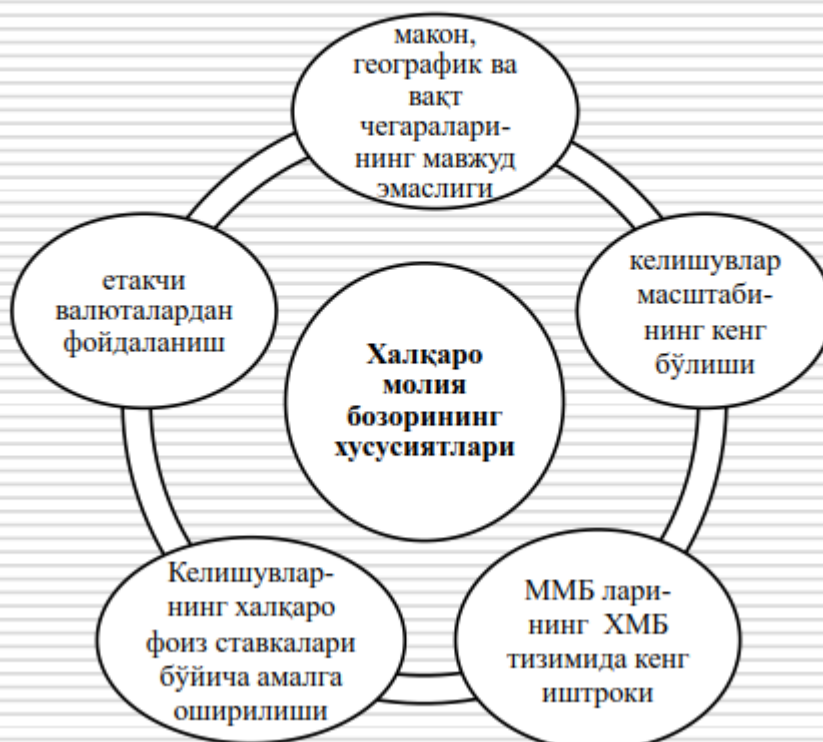 макон,
географик ва
вақт
чегаралари-
нинг мавжуд
эмаслиги
келишувлар
масштаби-
нинг кенг
бўлиши
ММБ лари-
нинг ХМБ
тизимида кенг
иштроки
Келишувлар-
нинг халқаро
фоиз ставкалари
бўйича амалга
оширилиши
етакчи
валюталардан
фойдаланиш
Халқаро
молия
бозорининг
хусусиятлари